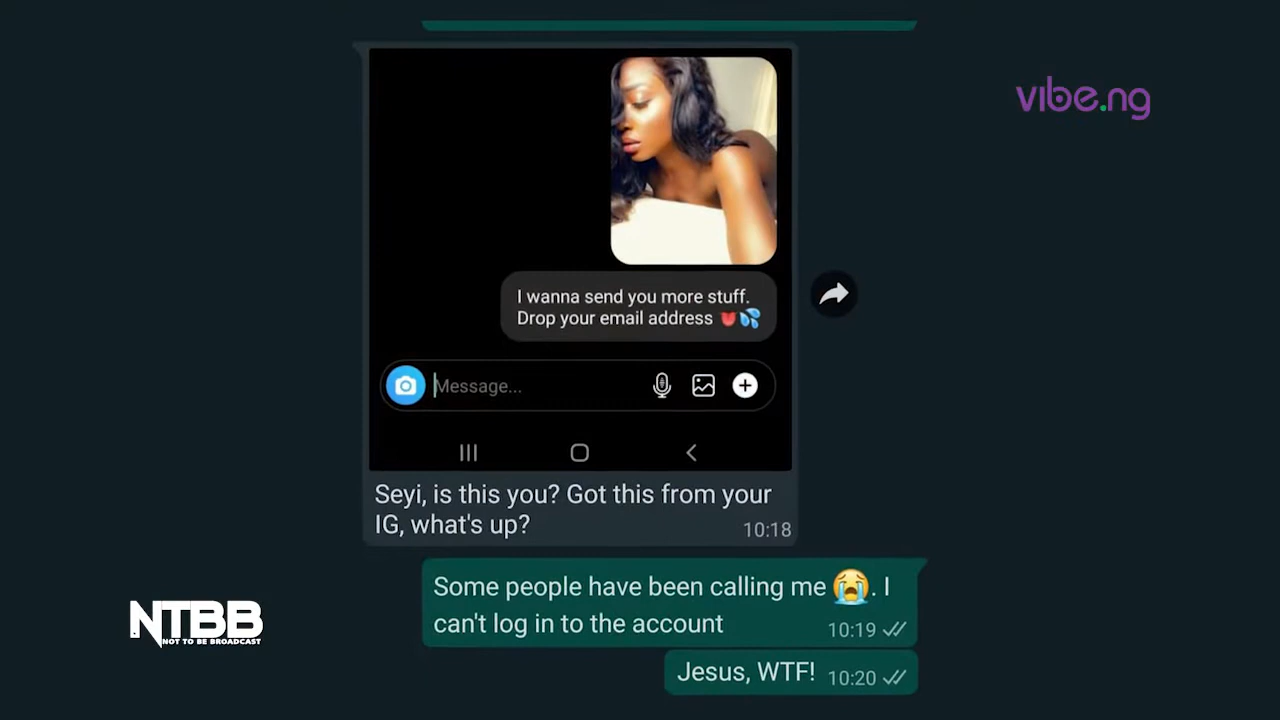 vibe.ng
I wanna send you more stuff.
Drop your email address 👅💦
Message...
Seyi, is this you? Got this from your
IG, what's up?
10:18
Some people have been calling me 😭. I
can't log in to the account
10:19
Jesus, WTF!
10:20
NTBB
NOT TO BE BROADCAST